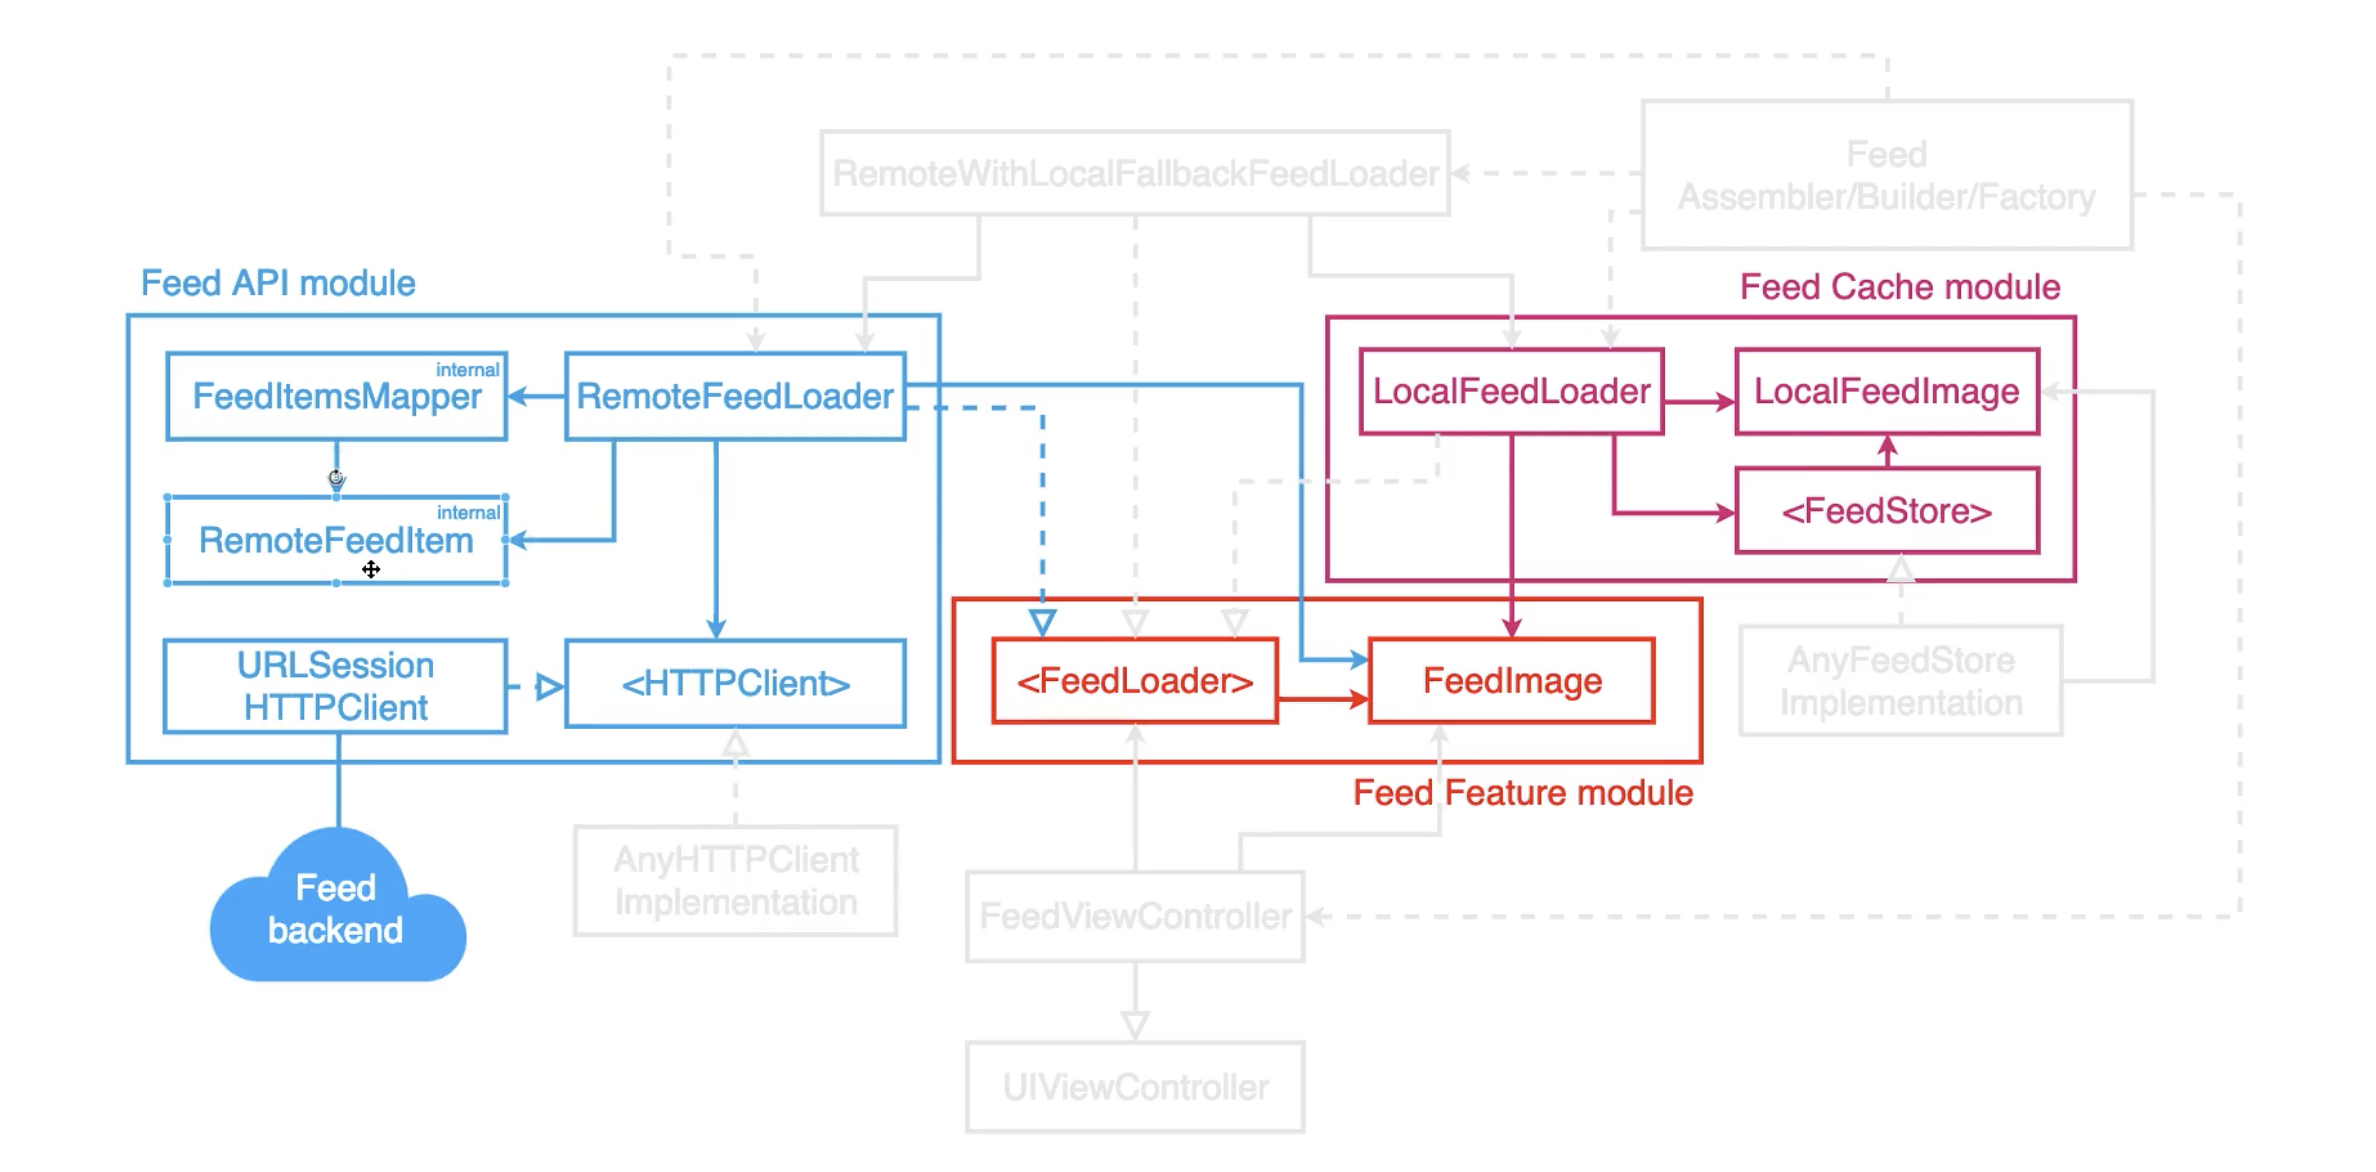 RemoteWithLocalFallbackFeedLoader
Feed
Assembler/Builder/Factory
Feed API module
Feed Cache module
internal
FeedItemsMapper
RemoteFeedLoader
LocalFeedLoader
LocalFeedImage
internal
RemoteFeedItem
<FeedStore>
URLSession
HTTPClient
<HTTPClient>
<FeedLoader>
FeedImage
AnyFeedStore
Implementation
Feed Feature module
Feed
backend
AnyHTTPClient
Implementation
FeedViewController
UIViewController